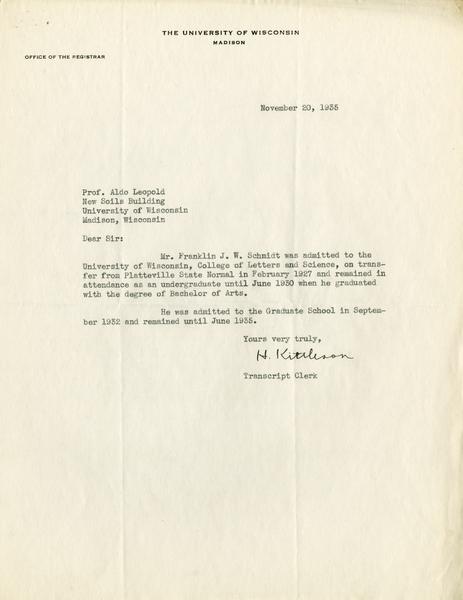 THE UNIVERSITY OF WISCONSIN
MADISON
OFFICE OF THE REGISTRAR
November 20, 1935
Prof. Aldo Leopold
New Soils Building
University of Wisconsin
Madison, Wisconsin
Dear Sir:
Mr. Franklin J. W. Schmidt was admitted to the
University of Wisconsin, College of Letters and Science, on trans-
fer from Platteville State Normal in February 1927 and remained in
attendance as an undergraduate until June 1930 when he graduated
with the degree of Bachelor of Arts.
He was admitted to the Graduate School in Septem-
ber 1932 and remained until June 1935.
Yours very truly,
H. Kittleson
Transcript Clerk